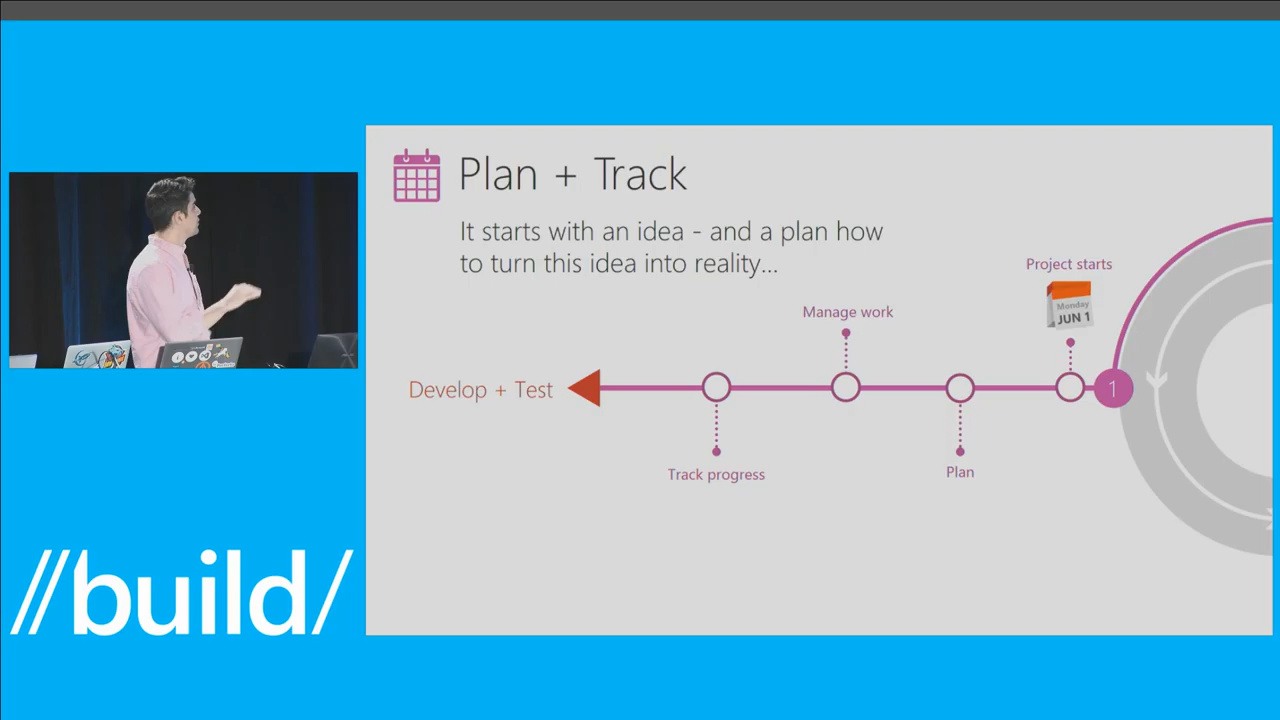 Plan + Track
It starts with an idea - and a plan how
to turn this idea into reality...
Project starts
Monday
JUN 1
Manage work
Develop + Test
1
Track progress
Plan
//build/